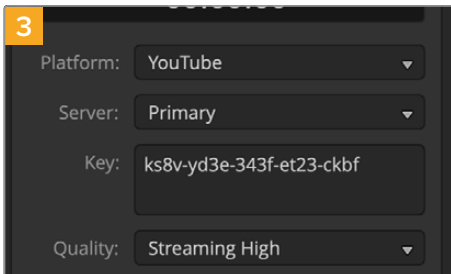 3
Platform: YouTube
Server: Primary
Key: ks8v-yd3e-343f-et23-ckbf
Quality: Streaming High